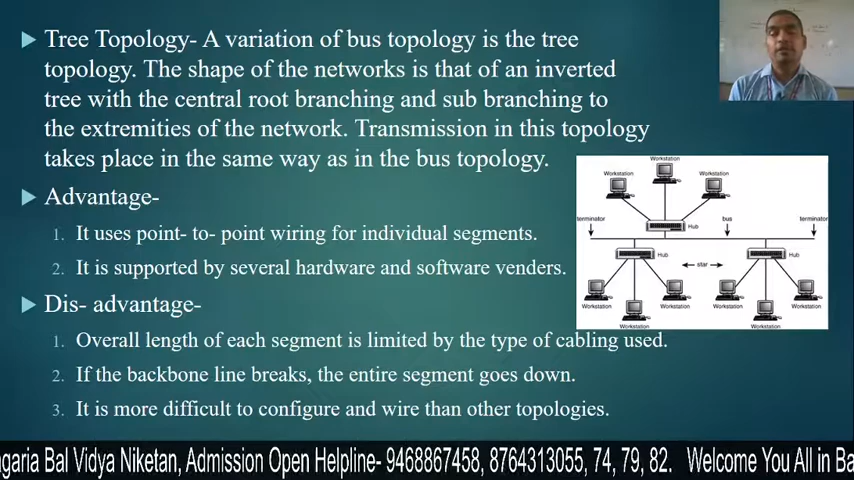 Tree Topology- A variation of bus topology is the tree
topology. The shape of the networks is that of an inverted
tree with the central root branching and sub branching to
the extremities of the network. Transmission in this topology
takes place in the same way as in the bus topology.
Advantage-
1. It uses point- to- point wiring for individual segments.
2. It is supported by several hardware and software venders.
Dis- advantage-
1. Overall length of each segment is limited by the type of cabling used.
2. If the backbone line breaks, the entire segment goes down.
3. It is more difficult to configure and wire than other topologies.
Workstation
Workstation Workstation
Hub
terminator bus terminator
Hub Hub
star
Workstation Workstation Workstation Workstation
Workstation Workstation
ngaria Bal Vidya Niketan, Admission Open Helpline- 9468867458, 8764313055, 74, 79, 82. Welcome You All in Ba